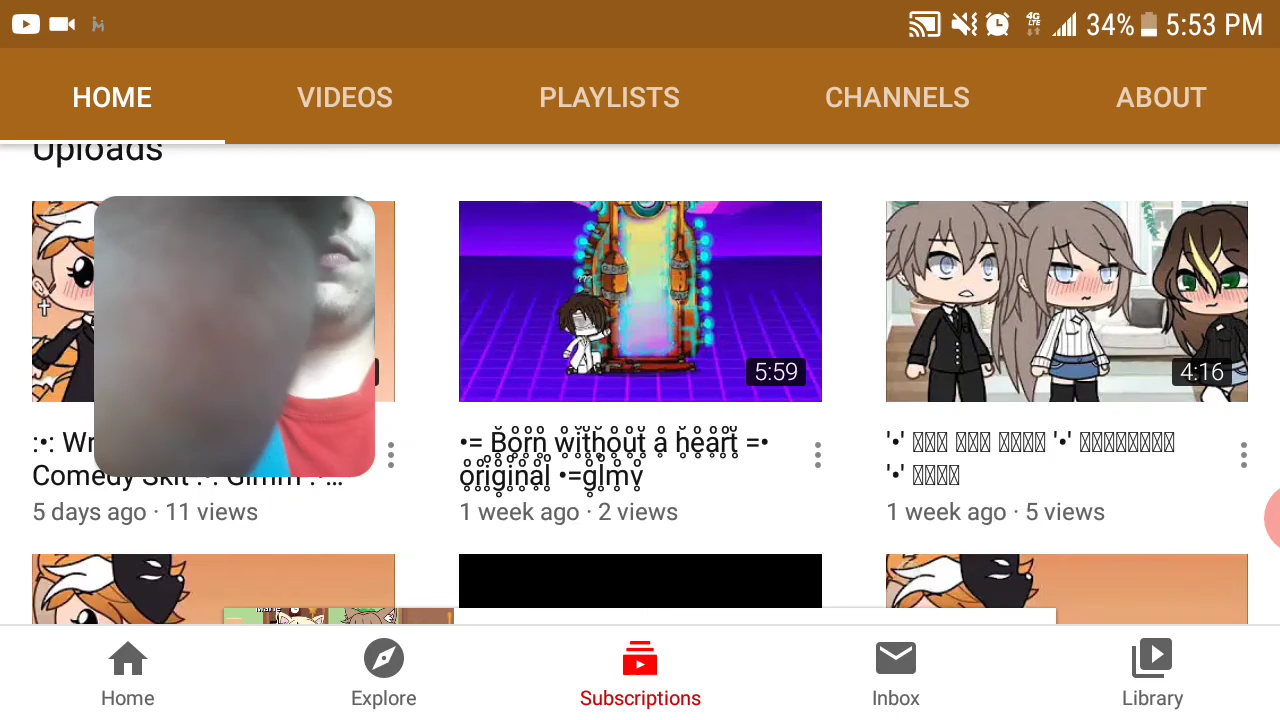 34% 5:53 PM
HOME VIDEOS PLAYLISTS CHANNELS ABOUT
Uploads
5:59
4:16
:•: Wr
Comedy Skit
5 days ago · 11 views
•= Born without a heart =•
original •=glmv
1 week ago · 2 views
'•' '•'
'•'
1 week ago · 5 views
Home Explore Subscriptions Inbox Library